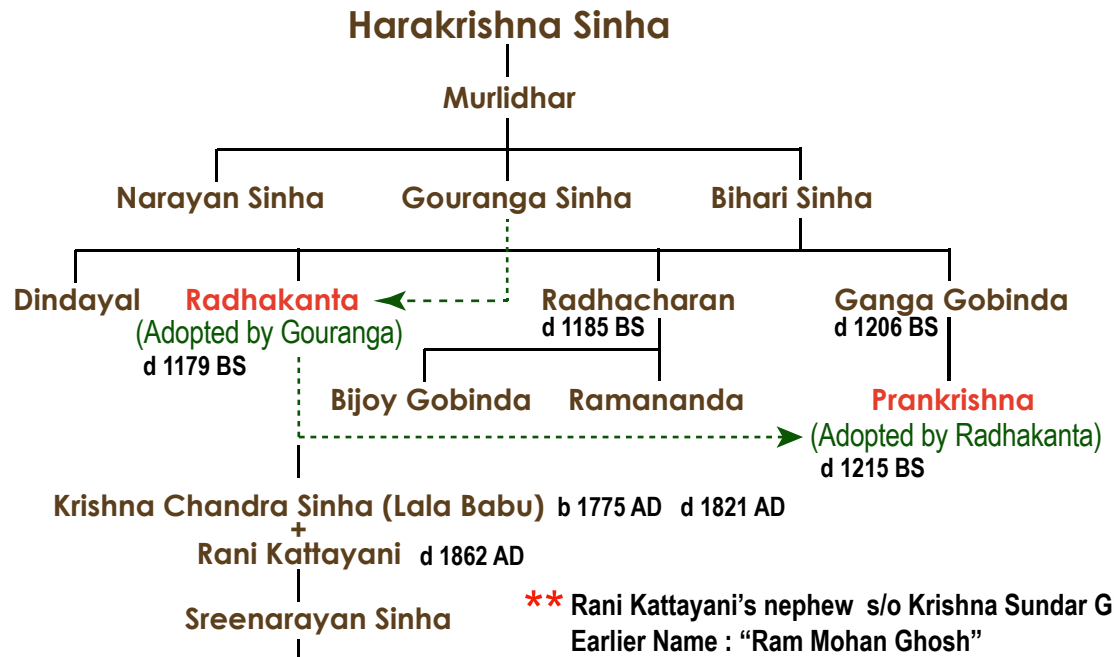 Harakrishna Sinha
Murlidhar
Narayan Sinha Gouranga Sinha Bihari Sinha
Dindayal Radhakanta Radhacharan Ganga Gobinda
(Adopted by Gouranga) d 1185 BS d 1206 BS
d 1179 BS
Bijoy Gobinda Ramananda Prankrishna
(Adopted by Radhakanta)
d 1215 BS
Krishna Chandra Sinha (Lala Babu) b 1775 AD d 1821 AD
+
Rani Kattayani d 1862 AD
Sreenarayan Sinha
** Rani Kattayani's nephew s/o Krishna Sundar G
Earlier Name : “Ram Mohan Ghosh”